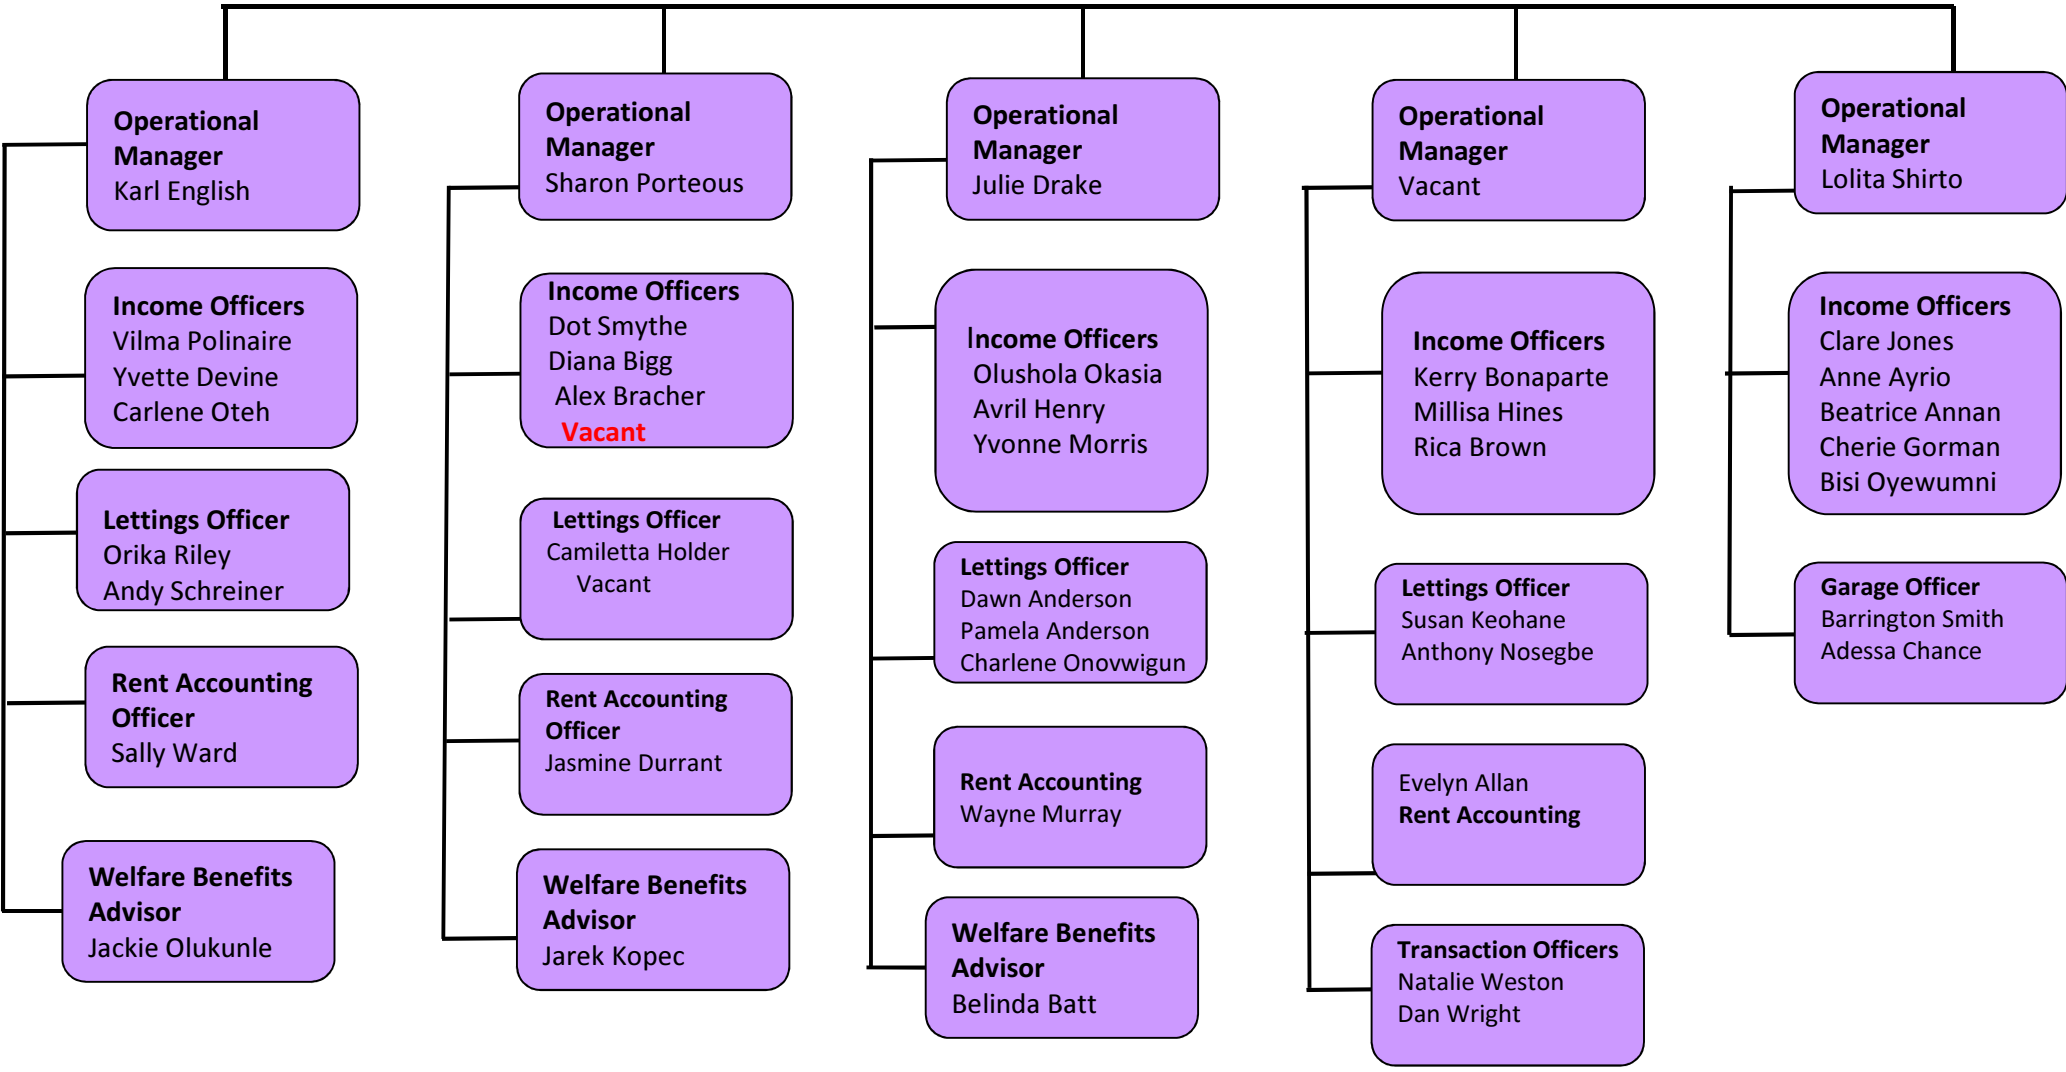 Operational
Manager
Karl English
Income Officers
Vilma Polinaire
Yvette Devine
Carlene Oteh
Lettings Officer
Orika Riley
Andy Schreiner
Rent Accounting
Officer
Sally Ward
Welfare Benefits
Advisor
Jackie Olukunle
Operational
Manager
Sharon Porteous
Income Officers
Dot Smythe
Diana Bigg
Alex Bracher
Vacant
Lettings Officer
Camiletta Holder
Vacant
Rent Accounting
Officer
Jasmine Durrant
Welfare Benefits
Advisor
Jarek Kopec
Operational
Manager
Julie Drake
Income Officers
Olushola Okasia
Avril Henry
Yvonne Morris
Lettings Officer
Dawn Anderson
Pamela Anderson
Charlene Onovwigun
Rent Accounting
Wayne Murray
Welfare Benefits
Advisor
Belinda Batt
Operational
Manager
Vacant
Income Officers
Kerry Bonaparte
Millisa Hines
Rica Brown
Lettings Officer
Susan Keohane
Anthony Nosegbe
Evelyn Allan
Rent Accounting
Transaction Officers
Natalie Weston
Dan Wright
Operational
Manager
Lolita Shirto
Income Officers
Clare Jones
Anne Ayrio
Beatrice Annan
Cherie Gorman
Bisi Oyewumni
Garage Officer
Barrington Smith
Adessa Chance